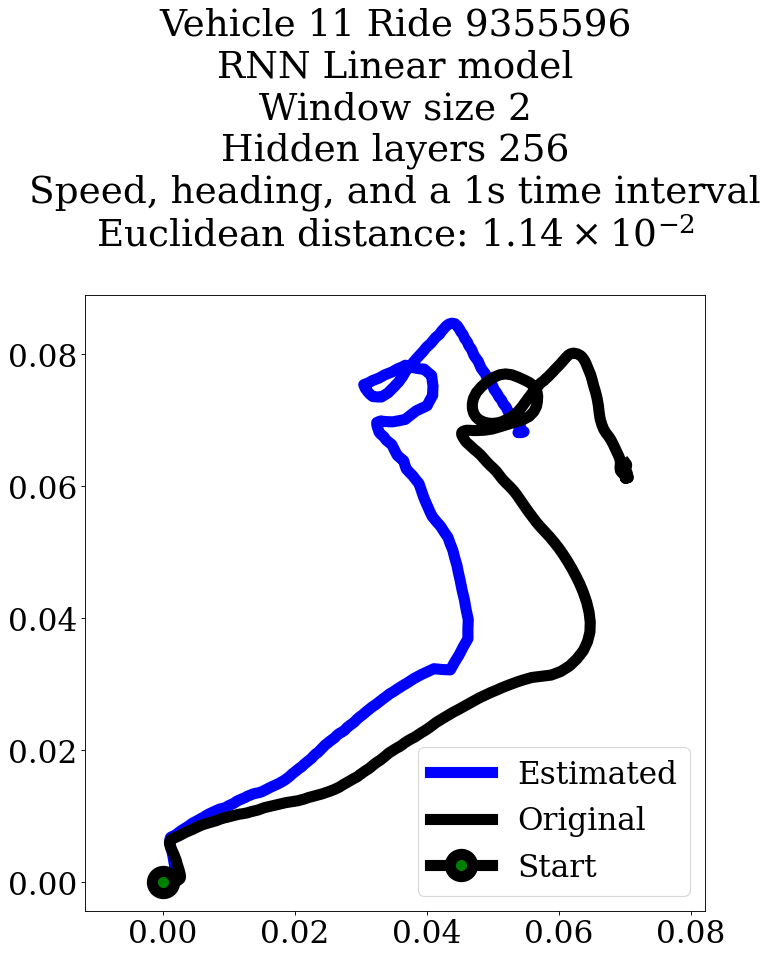 Vehicle 11 Ride 9355596
RNN Linear model
Window size 2
Hidden layers 256
Speed, heading, and a 1s time interval
Euclidean distance: 1.14 × 10⁻²
0.08
0.06
0.04
0.02
0.00
Estimated
Original
Start
0.00 0.02 0.04 0.06 0.08